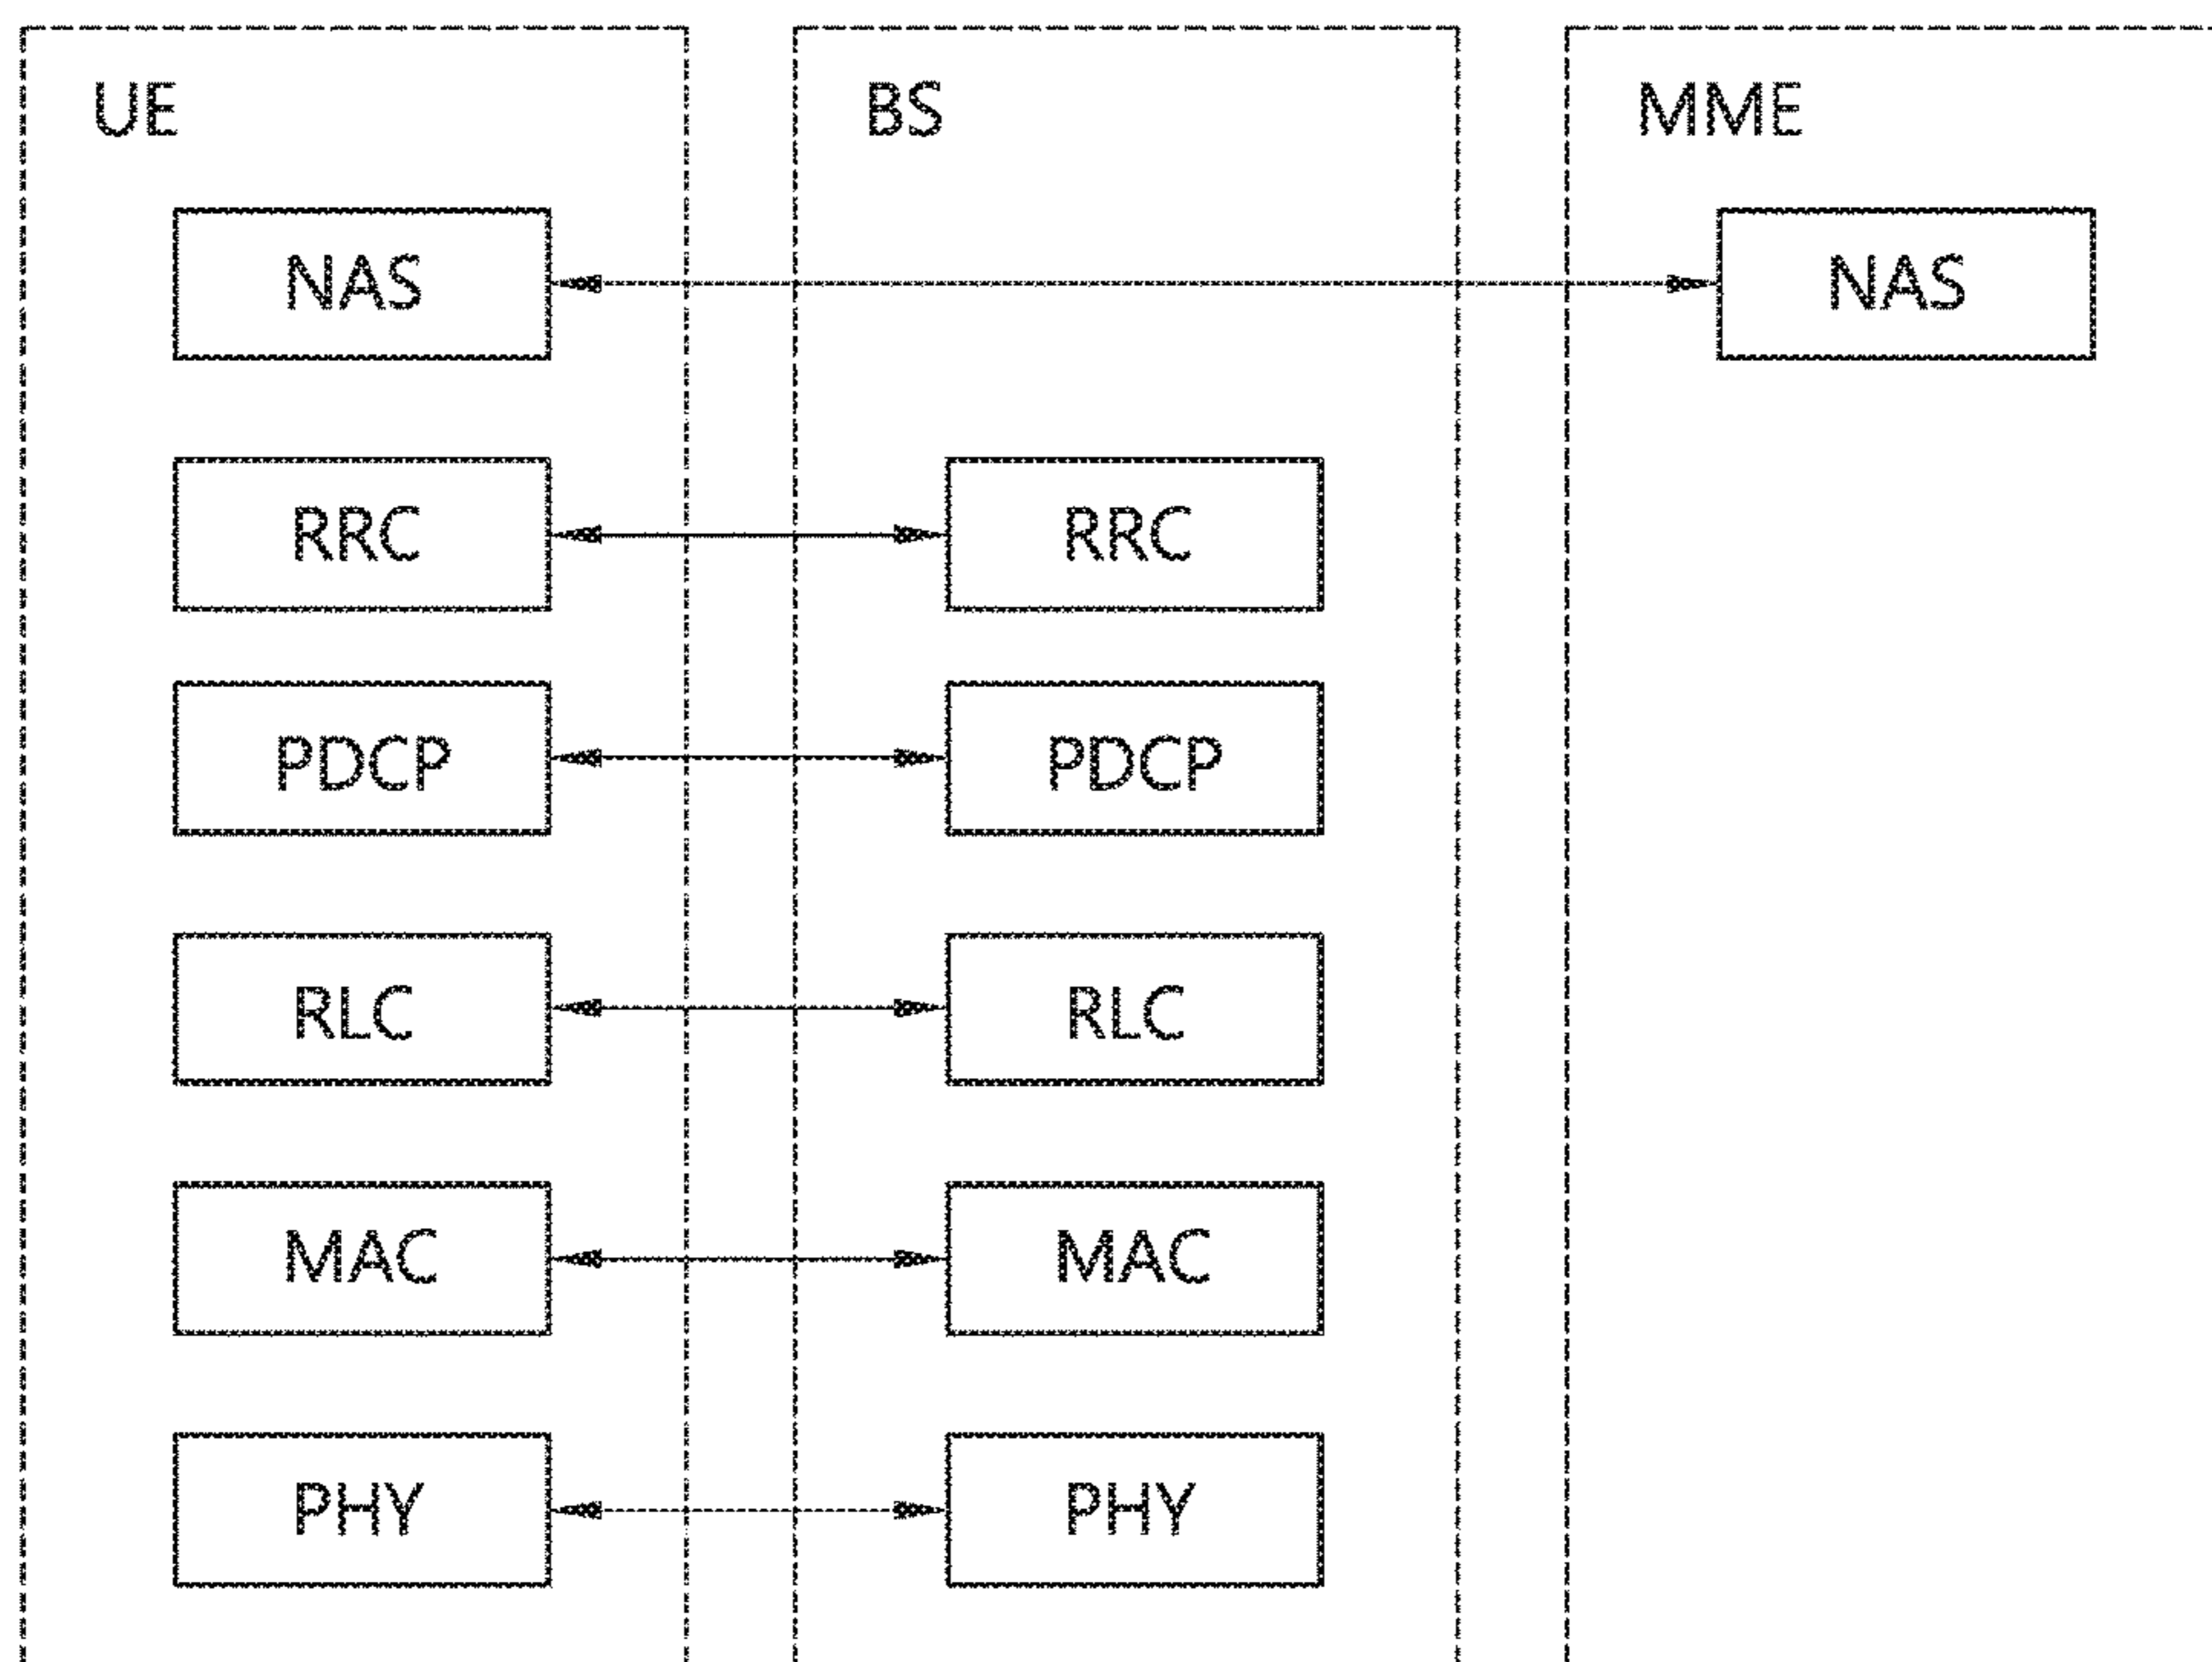 UE BS MME
NAS NAS
RRC RRC
PDCP PDCP
RLC RLC
MAC MAC
PHY PHY